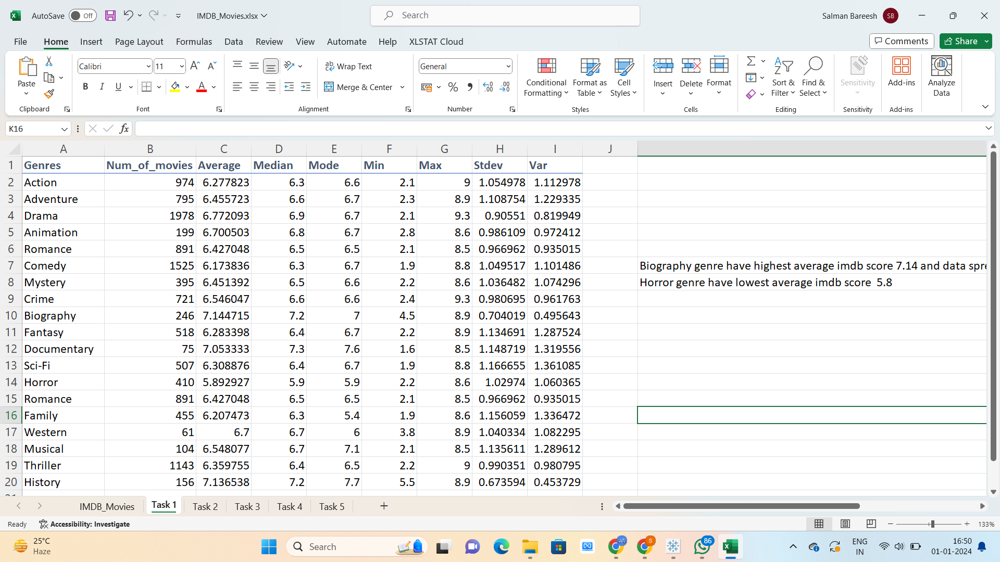 AutoSave Off IMDB_Movies.xlsx Search Salman Bareesh SB
File Home Insert Page Layout Formulas Data Review View Automate Help XLSTAT Cloud Comments Share
Paste Calibri 11 Wrap Text General Conditional Formatting Format as Table Cell Styles Insert Delete Format Sort & Filter Find & Select Sensitivity Add-ins Analyze Data
B I U A Merge & Center % .00 .00
Clipboard Font Alignment Number Styles Cells Editing Sensitivity Add-ins
K16 fx
A B C D E F G H I J
1 Genres Num_of_movies Average Median Mode Min Max Stdev Var
2 Action 974 6.277823 6.3 6.6 2.1 9 1.054978 1.112978
3 Adventure 795 6.455723 6.6 6.7 2.3 8.9 1.108754 1.229335
4 Drama 1978 6.772093 6.9 6.7 2.1 9.3 0.90551 0.819949
5 Animation 199 6.700503 6.8 6.7 2.8 8.6 0.986109 0.972412
6 Romance 891 6.427048 6.5 6.5 2.1 8.5 0.966962 0.935015
7 Comedy 1525 6.173836 6.3 6.7 1.9 8.8 1.049517 1.101486 Biography genre have highest average imdb score 7.14 and data spre
8 Mystery 395 6.451392 6.5 6.6 2.2 8.6 1.036482 1.074296 Horror genre have lowest average imdb score 5.8
9 Crime 721 6.546047 6.6 6.6 2.4 9.3 0.980695 0.961763
10 Biography 246 7.144715 7.2 7 4.5 8.9 0.704019 0.495643
11 Fantasy 518 6.283398 6.4 6.7 2.2 8.9 1.134691 1.287524
12 Documentary 75 7.053333 7.3 7.6 1.6 8.5 1.148719 1.319556
13 Sci-Fi 507 6.308876 6.4 6.7 1.9 8.8 1.166655 1.361085
14 Horror 410 5.892927 5.9 5.9 2.2 8.6 1.02974 1.060365
15 Romance 891 6.427048 6.5 6.5 2.1 8.5 0.966962 0.935015
16 Family 455 6.207473 6.3 5.4 1.9 8.6 1.156059 1.336472
17 Western 61 6.7 6.7 6 3.8 8.9 1.040334 1.082295
18 Musical 104 6.548077 6.7 7.1 2.1 8.5 1.135611 1.289612
19 Thriller 1143 6.359755 6.4 6.5 2.2 9 0.990351 0.980795
20 History 156 7.136538 7.2 7.7 5.5 8.9 0.673594 0.453729
IMDB_Movies Task 1 Task 2 Task 3 Task 4 Task 5
Ready Accessibility: Investigate 133%
25°C Haze Search 86 ENG IN 16:50 01-01-2024